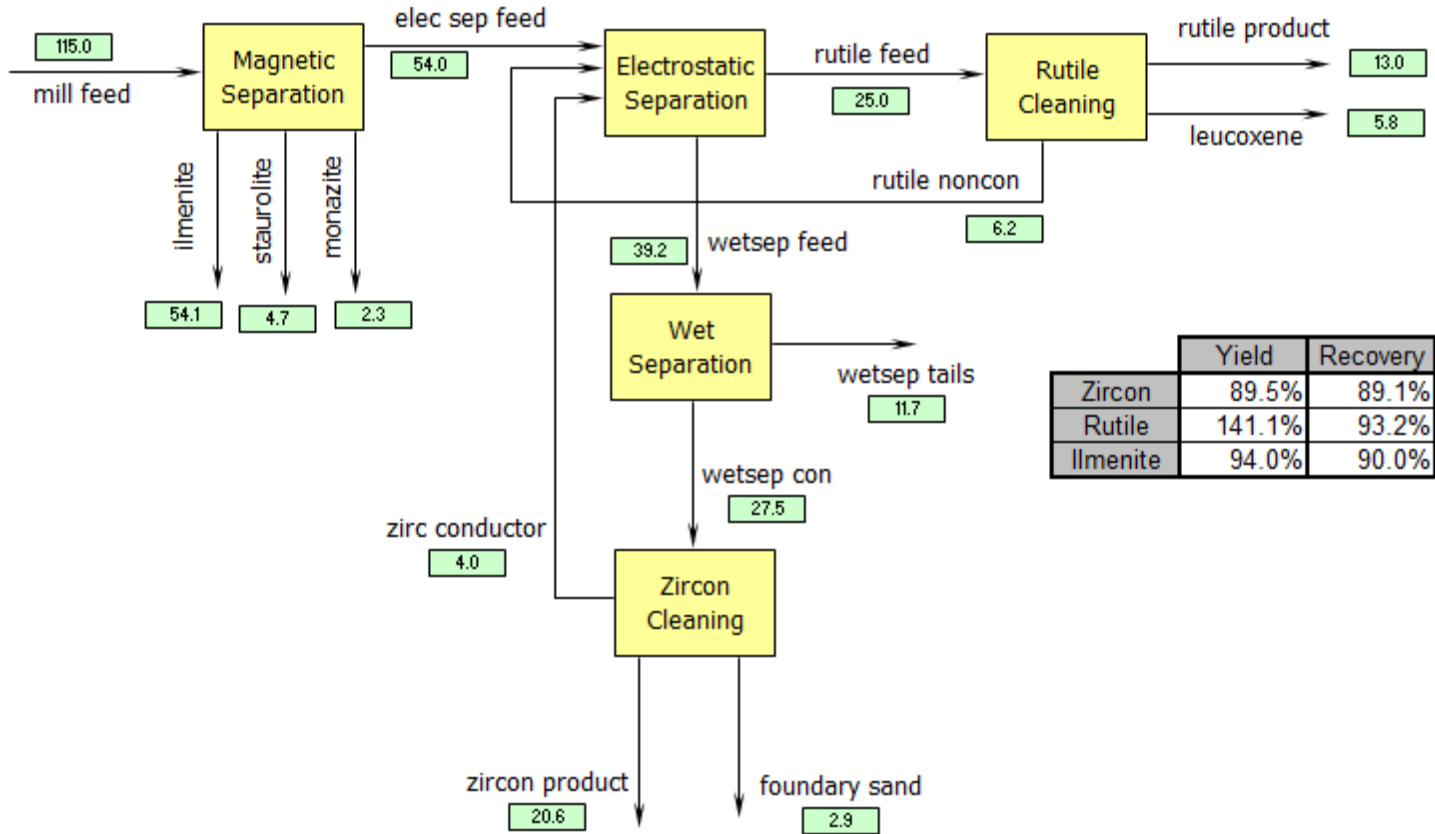 115.0
mill feed
Magnetic
Separation
elec sep feed
54.0
Electrostatic
Separation
rutile feed
25.0
Rutile
Cleaning
rutile product
13.0
leucoxene
5.8
ilmenite
staurolite
monazite
54.1
4.7
2.3
rutile noncon
6.2
39.2
wetsep feed
Wet
Separation
wetsep tails
11.7
Yield Recovery
Zircon 89.5% 89.1%
Rutile 141.1% 93.2%
Ilmenite 94.0% 90.0%
wetsep con
27.5
zirc conductor
4.0
Zircon
Cleaning
zircon product
20.6
foundary sand
2.9